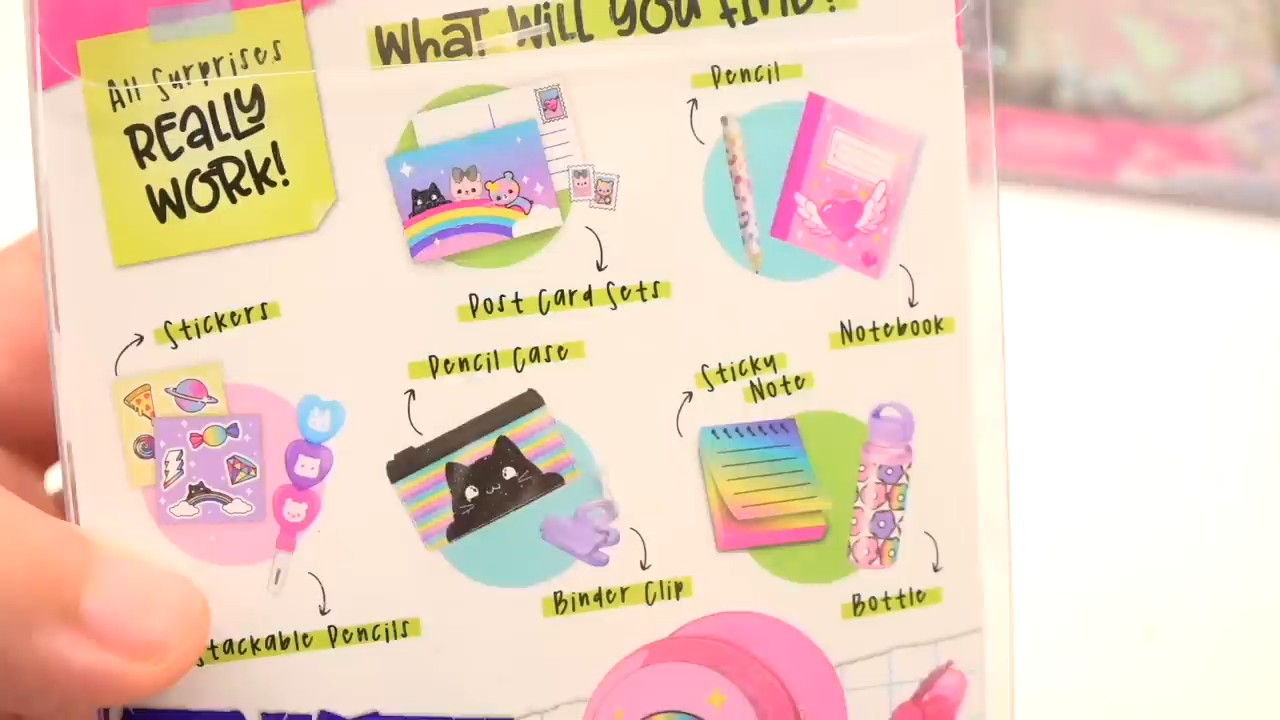 All Surprises
REALLY
WORK!
What Will you find?
Post Card Sets
Pencil
Notebook
Stickers
Stackable Pencils
Pencil Case
Binder Clip
Sticky
Note
Bottle